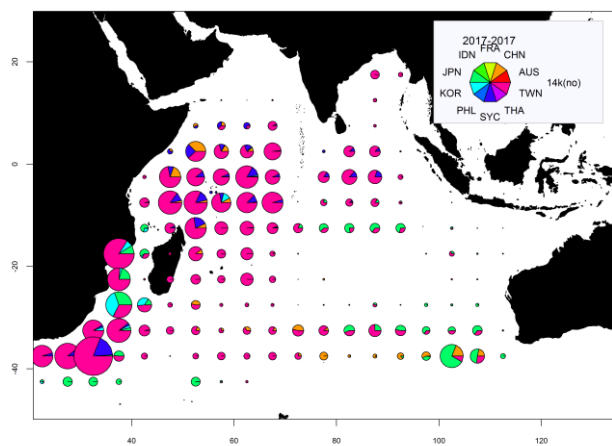 2017-2017
FRA
IDN CHN
JPN AUS
14k(no)
KOR TWN
PHL THA
SYC
20
0
-20
-40
40 60 80 100 120